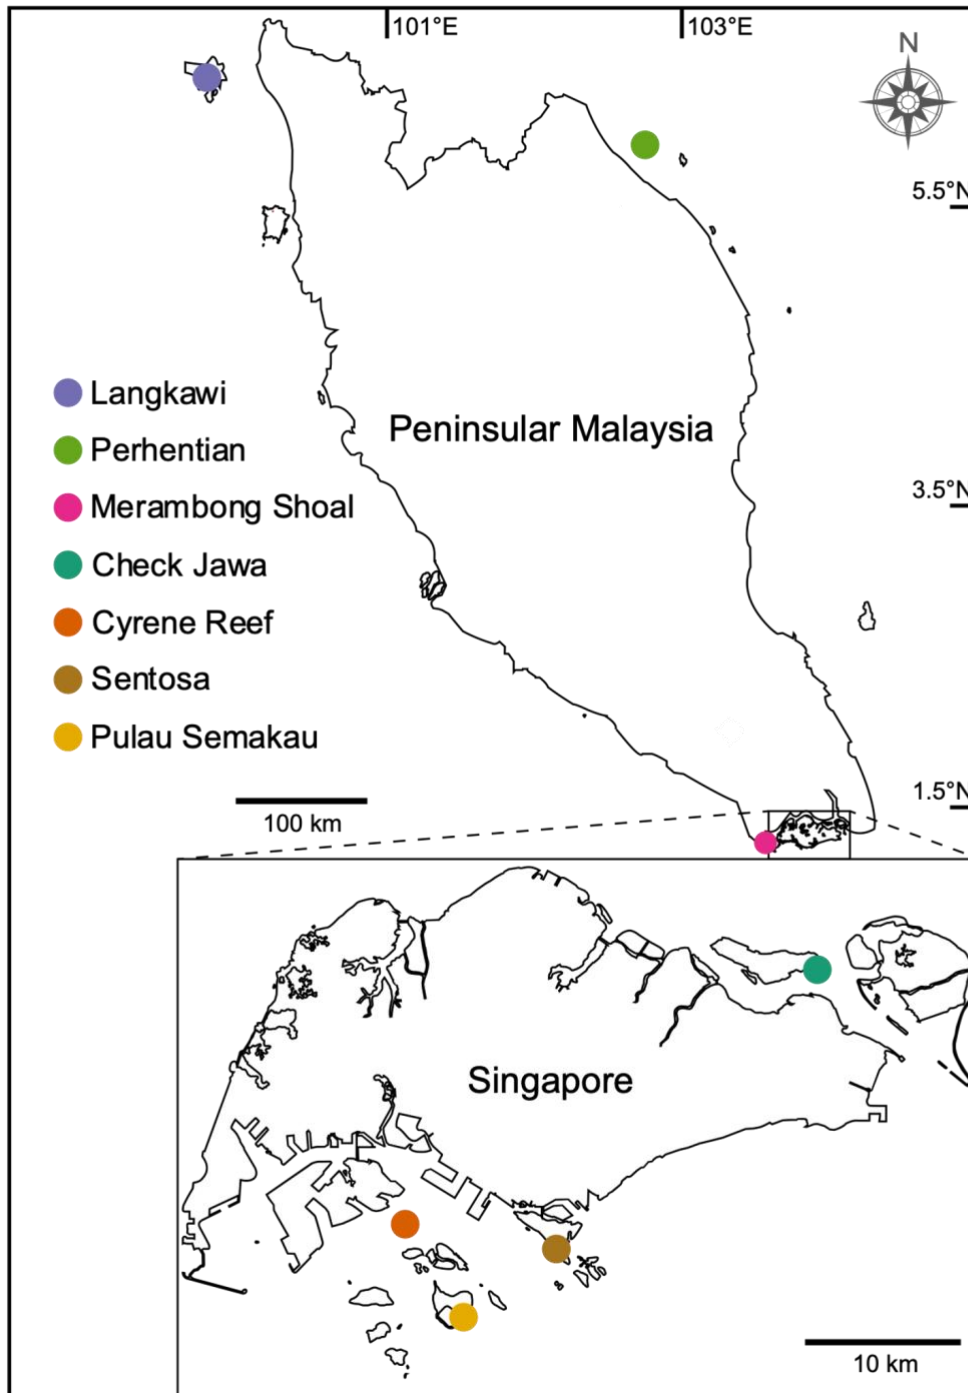 101°E
103°E
N
5.5°N
3.5°N
1.5°N
Peninsular Malaysia
Langkawi
Perhentian
Merambong Shoal
Check Jawa
Cyrene Reef
Sentosa
Pulau Semakau
100 km
Singapore
10 km